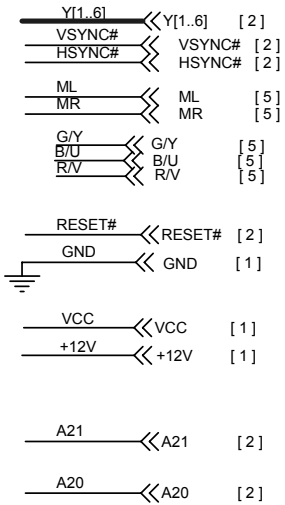 Y[1..6] Y[1..6] [ 2 ]
VSYNC# VSYNC# [ 2 ]
HSYNC# HSYNC# [ 2 ]
ML ML [ 5 ]
MR MR [ 5 ]
G/Y G/Y [ 5 ]
B/U B/U [ 5 ]
R/V R/V [ 5 ]
RESET# RESET# [ 2 ]
GND GND [ 1 ]
VCC VCC [ 1 ]
+12V +12V [ 1 ]
A21 A21 [ 2 ]
A20 A20 [ 2 ]